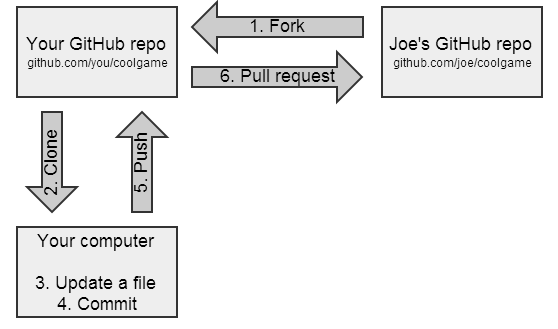 Your GitHub repo
github.com/you/coolgame
1. Fork
6. Pull request
Joe's GitHub repo
github.com/joe/coolgame
2. Clone
5. Push
Your computer
3. Update a file
4. Commit